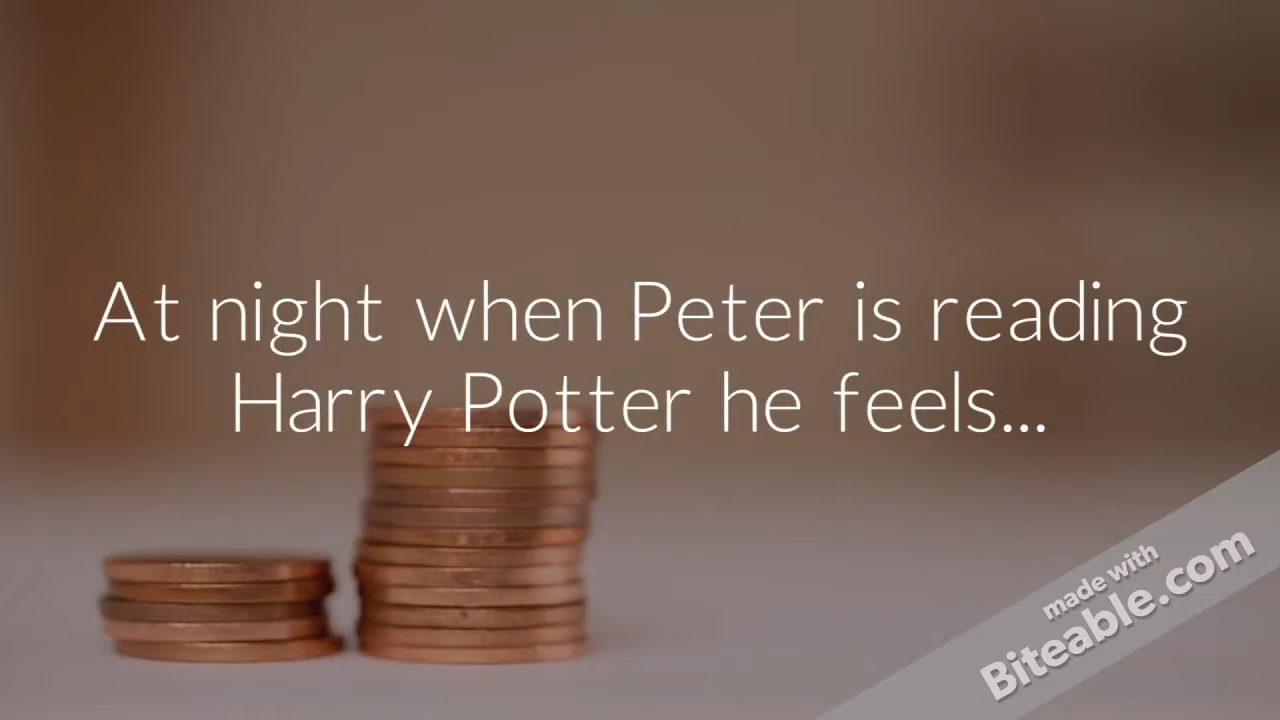 At night when Peter is reading
Harry Potter he feels...
made with
Biteable.com